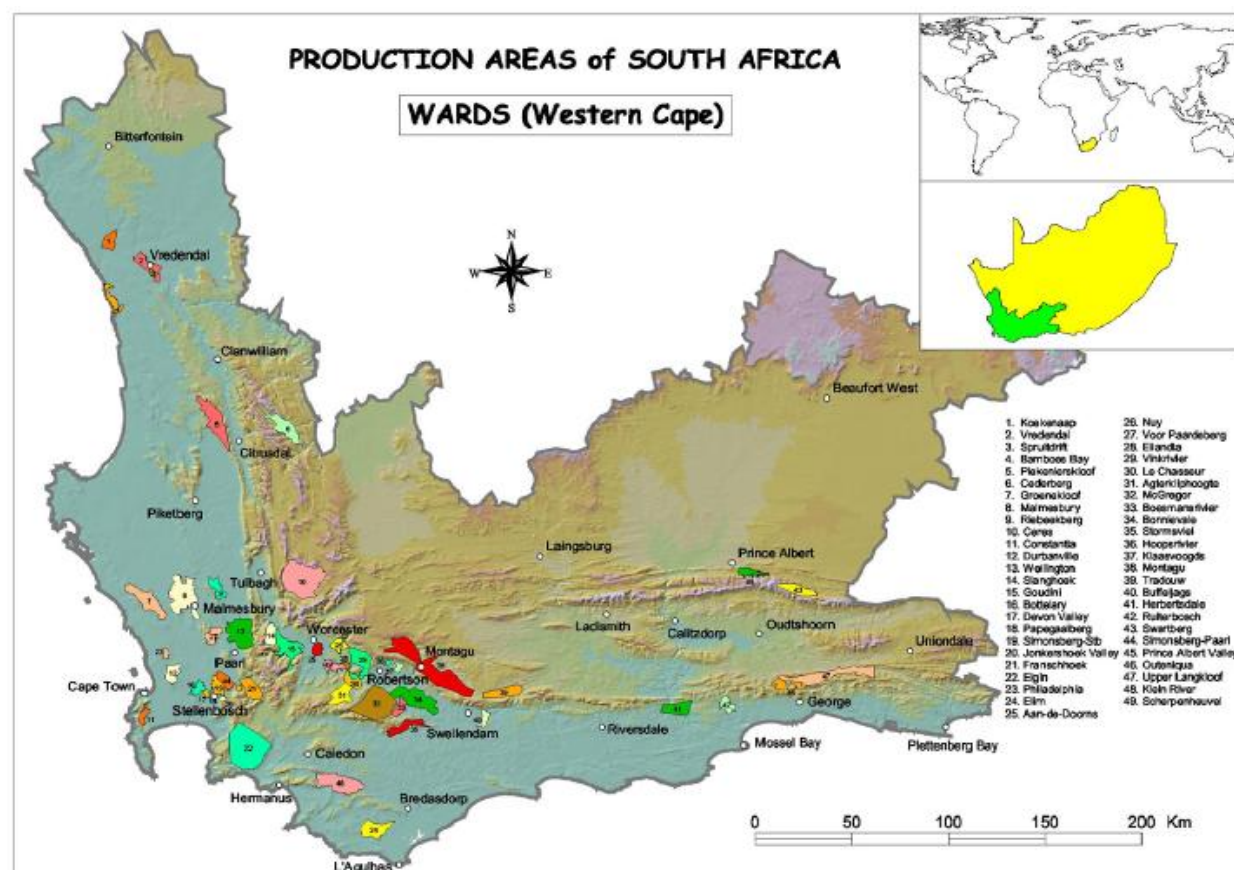 PRODUCTION AREAS of SOUTH AFRICA
WARDS (Western Cape)
N
W
E
S
Bitterfontein
Vredendal
Clanwilliam
Citrusdal
Piketberg
Beaufort West
Laingsburg
Prince Albert
Tulbagh
Malmesbury
Worcester
Ladismith
Calitzdorp
Oudtshoorn
Uniondale
Montagu
Paarl
Robertson
Cape Town
Stellenbosch
Swellendam
Riversdale
George
Mossel Bay
Plettenberg Bay
Caledon
Hermanus
Bredasdorp
L'Agulhas
1. Koekenaap
2. Vredendal
3. Spruitdrift
4. Bamboes Bay
5. Piekenierskloof
6. Cederberg
7. Groenekloof
8. Malmesbury
9. Riebeekberg
10. Ceres
11. Constantia
12. Durbanville
13. Wellington
14. Slanghoek
15. Goudini
16. Bottelary
17. Devon Valley
18. Papegaaiberg
19. Simonsberg-Stb
20. Jonkershoek Valley
21. Franschhoek
22. Elgin
23. Philadelphia
24. Elim
25. Aan-de-Doorns
26. Nuy
27. Voor Paardeberg
28. Eilandia
29. Vinkrivier
30. Le Chasseur
31. Agterkliphoogte
32. McGregor
33. Boesmansrivier
34. Bonnievale
35. Stormsvlei
36. Hoopsrivier
37. Klaasvoogds
38. Montagu
39. Tradouw
40. Buffeljags
41. Herbertsdale
42. Ruiterbosch
43. Swartberg
44. Simonsberg-Paarl
45. Prince Albert Valley
46. Outeniqua
47. Upper Langkloof
48. Klein River
49. Scherpenheuvel
0 50 100 150 200 Km